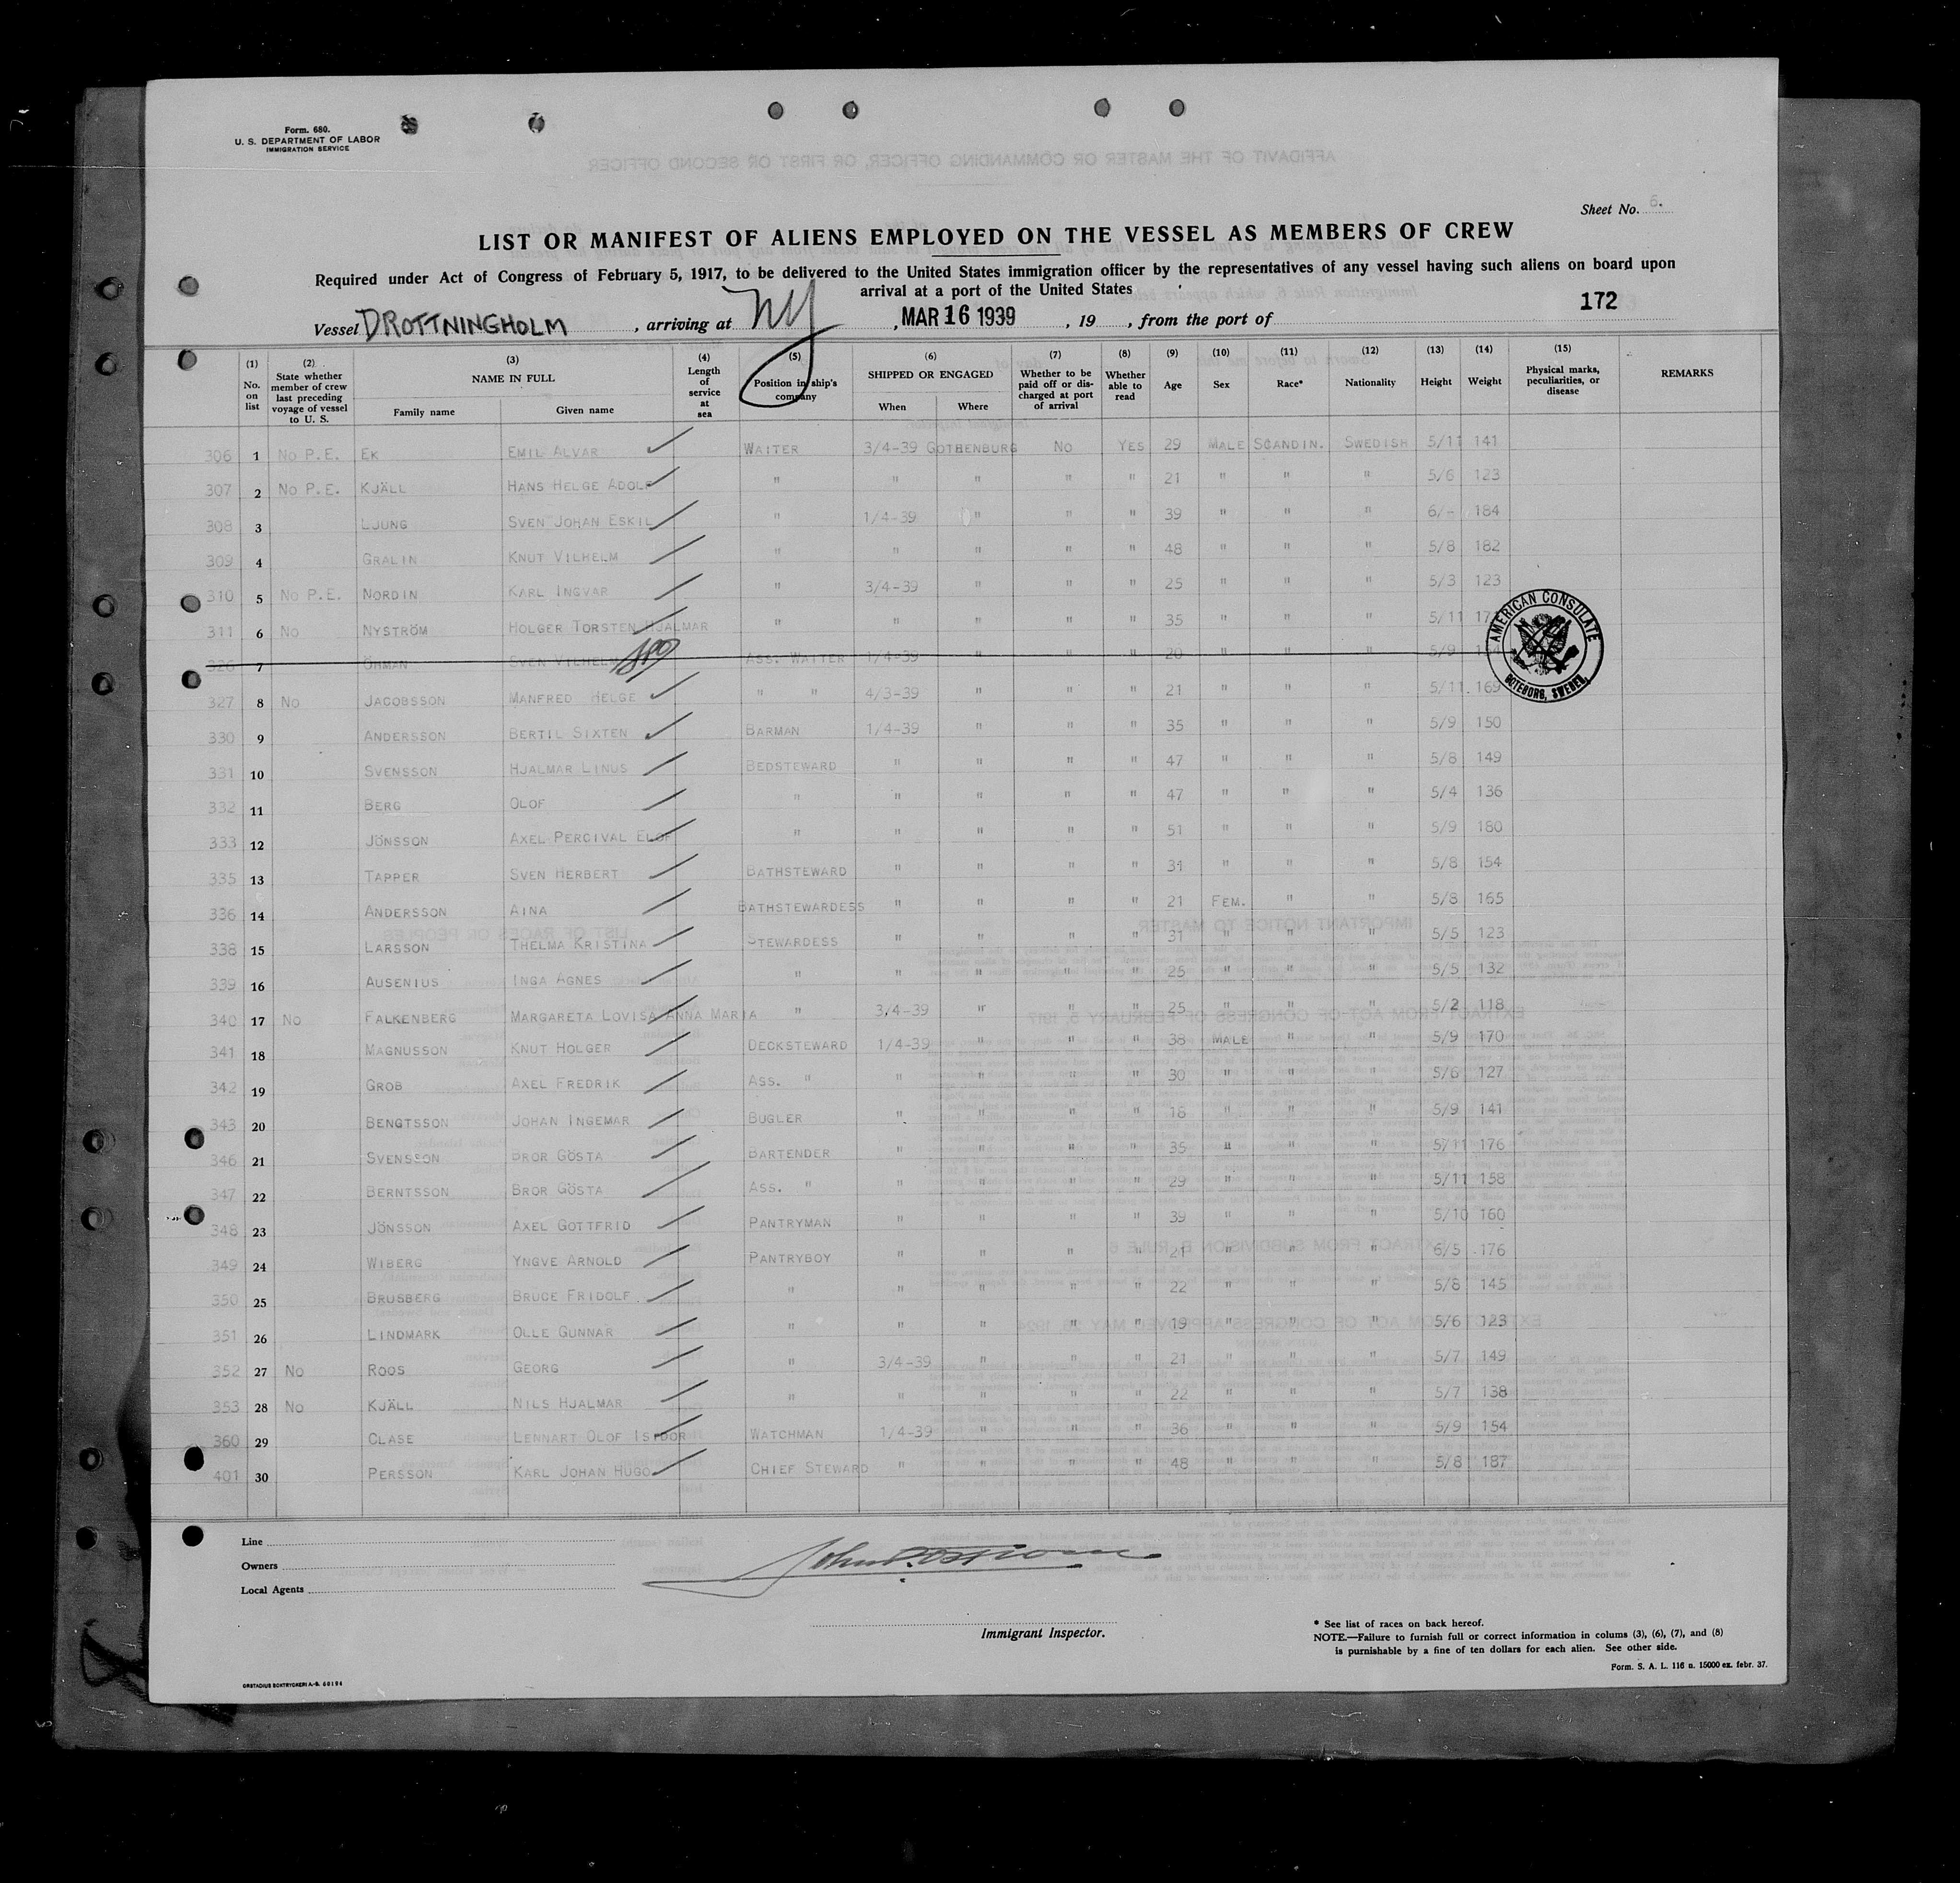 Form. 680.
U. S. DEPARTMENT OF LABOR
IMMIGRATION SERVICE
Sheet No. 6.
LIST OR MANIFEST OF ALIENS EMPLOYED ON THE VESSEL AS MEMBERS OF CREW
Required under Act of Congress of February 5, 1917, to be delivered to the United States immigration officer by the representatives of any vessel having such aliens on board upon
arrival at a port of the United States
172
Vessel DROTTNINGHOLM, arriving at NY, MAR 16 1939, 19, from the port of
(1) No. on list (2) State whether member of crew last preceding voyage of vessel to U. S. (3) NAME IN FULL Family name Given name (4) Length of service at sea (5) Position in ship's company (6) SHIPPED OR ENGAGED When Where (7) Whether to be paid off or discharged at port of arrival (8) Whether able to read (9) Age (10) Sex (11) Race* (12) Nationality (13) Height (14) Weight (15) Physical marks, peculiarities, or disease REMARKS
306 1 No P.E. EK EMIL ALVAR WAITER 3/4-39 GOTHENBURG NO YES 29 MALE SCANDIN. SWEDISH 5/11 141
307 2 No P.E. KJÄLL HANS HELGE ADOLF " " " " " 21 " " " 5/6 123
308 3 LJUNG SVEN JOHAN ESKIL " 1/4-39 " " " 39 " " " 6/- 184
309 4 GRALIN KNUT VILHELM " " " " " 48 " " " 5/8 182
310 5 No P.E. NORDIN KARL INGVAR " 3/4-39 " " " 25 " " " 5/3 123
311 6 No NYSTRÖM HOLGER TORSTEN HJALMAR " " " " " 35 " " " 5/11
7 ÖHMAN SVEN VILHELM ASS. WAITER 1/4-39 " " " 20 " " " 5/9 154
327 8 No JACOBSSON MANFRED HELGE " " 4/3-39 " " " 21 " " " 5/11 169
330 9 ANDERSSON BERTIL SIXTEN BARMAN 1/4-39 " " " 35 " " " 5/9 150
331 10 SVENSSON HJALMAR LINUS BEDSTEWARD " " " " 47 " " " 5/8 149
332 11 BERG OLOF " " " " " 47 " " " 5/4 136
333 12 JÖNSSON AXEL PERCIVAL ELOF " " " " " 51 " " " 5/9 180
335 13 TAPPER SVEN HERBERT BATHSTEWARD " " " " 31 " " " 5/8 154
336 14 ANDERSSON AINA BATHSTEWARDESS " " " " 21 FEM. " " 5/8 165
338 15 LARSSON THELMA KRISTINA STEWARDESS " " " " 31 " " " 5/5 123
339 16 AUSENIUS INGA AGNES " " " " " 25 " " " 5/5 132
340 17 No FALKENBERG MARGARETA LOVISA ANNA MARIA " 3/4-39 " " " 25 " " " 5/2 118
341 18 MAGNUSSON KNUT HOLGER DECKSTEWARD 1/4-39 " " " 38 MALE " " 5/9 170
342 19 GROB AXEL FREDRIK ASS. " " " " " 30 " " " 5/6 127
343 20 BENGTSSON JOHAN INGEMAR BUGLER " " " " 18 " " " 5/9 141
346 21 SVENSSON BROR GÖSTA BARTENDER " " " " 35 " " " 5/11 176
347 22 BERNTSSON BROR GÖSTA ASS. " " " " " 29 " " " 5/11 158
348 23 JÖNSSON AXEL GOTTFRID PANTRYMAN " " " " 39 " " " 5/10 160
349 24 WIBERG YNGVE ARNOLD PANTRYBOY " " " " 21 " " " 6/5 176
350 25 BRUSBERG BRUCE FRIDOLF " " " " " 22 " " " 5/8 145
351 26 LINDMARK OLLE GUNNAR " " " " " 19 " " " 5/6 123
352 27 No ROOS GEORG " 3/4-39 " " " 21 " " " 5/7 149
353 28 No KJÄLL NILS HJALMAR " " " " " 22 " " " 5/7 138
360 29 CLASE LENNART OLOF ISIDOR WATCHMAN 1/4-39 " " " 36 " " " 5/9 154
401 30 PERSSON KARL JOHAN HUGO CHIEF STEWARD " " " " 48 " " " 5/8 187
AMERICAN CONSULATE
GOTEBORG, SWEDEN.
Line
Owners
Local Agents
Immigrant Inspector.
* See list of races on back hereof.
NOTE.—Failure to furnish full or correct information in colums (3), (6), (7), and (8)
is purnishable by a fine of ten dollars for each alien. See other side.
Form. S. A. L. 116 a. 15000 ex. febr. 37.